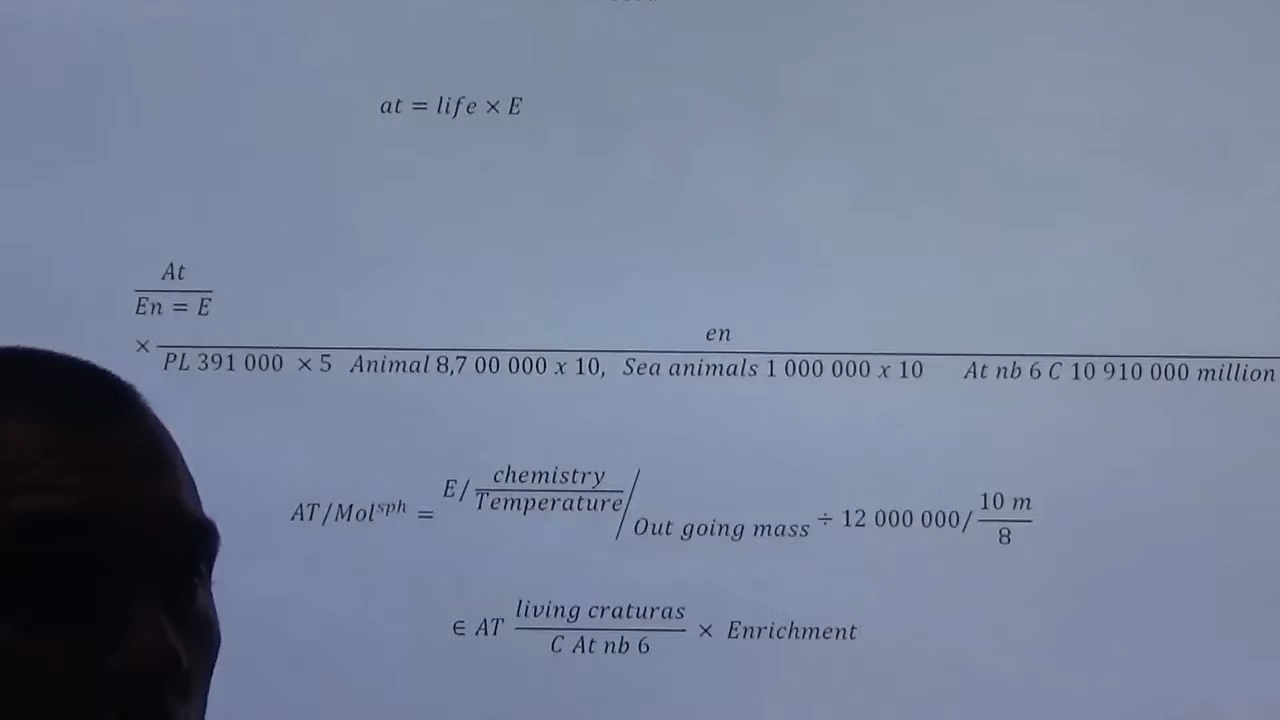 at = life × E
At
En = E
× en
PL 391 000 × 5 Animal 8,7 00 000 x 10, Sea animals 1 000 000 x 10 At nb 6 C 10 910 000 million
AT/Mol^sph = E/ chemistry/Temperature / Out going mass ÷ 12 000 000/ 10 m/8
∈ AT living craturas/C At nb 6 × Enrichment